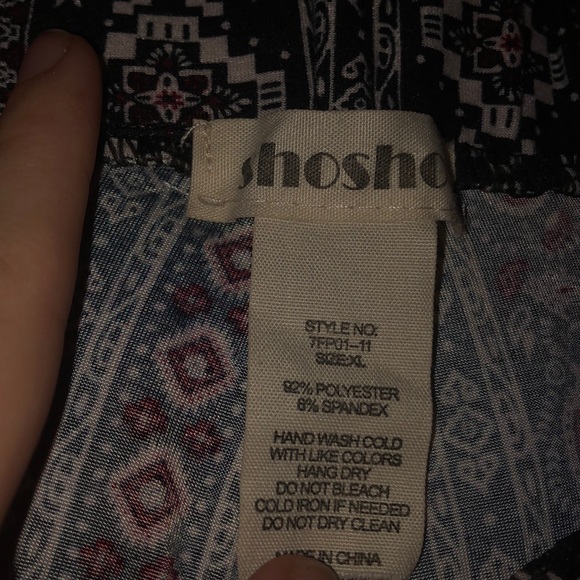 shosho
STYLE NO:
7FP01-11
SIZE:XL
92% POLYESTER
8% SPANDEX
HAND WASH COLD
WITH LIKE COLORS
HANG DRY
DO NOT BLEACH
COLD IRON IF NEEDED
DO NOT DRY CLEAN
MADE IN CHINA